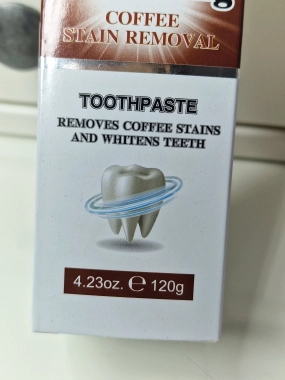 COFFEE
STAIN REMOVAL
TOOTHPASTE
REMOVES COFFEE STAINS
AND WHITENS TEETH
4.23oz. ℮ 120g